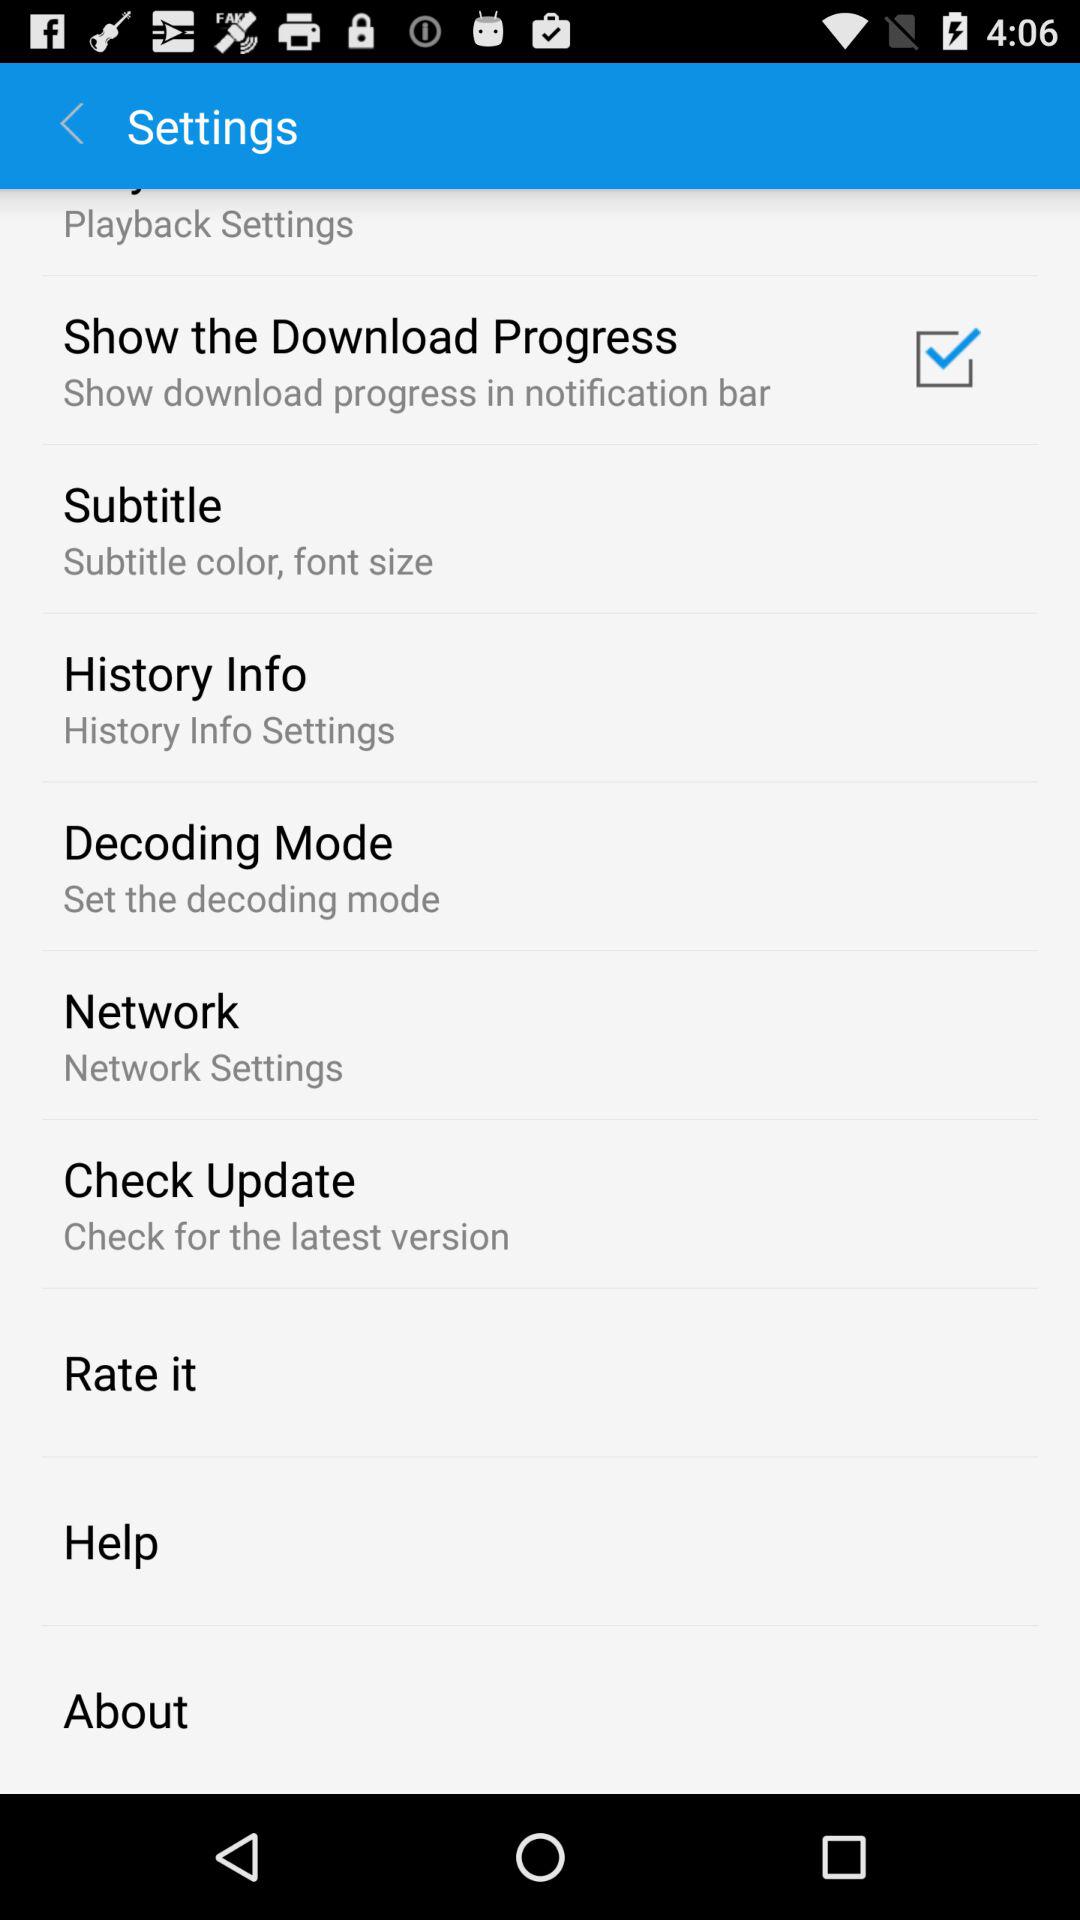 FAKE
4:06
Settings
Playback Settings
Show the Download Progress
Show download progress in notification bar
Subtitle
Subtitle color, font size
History Info
History Info Settings
Decoding Mode
Set the decoding mode
Network
Network Settings
Check Update
Check for the latest version
Rate it
Help
About